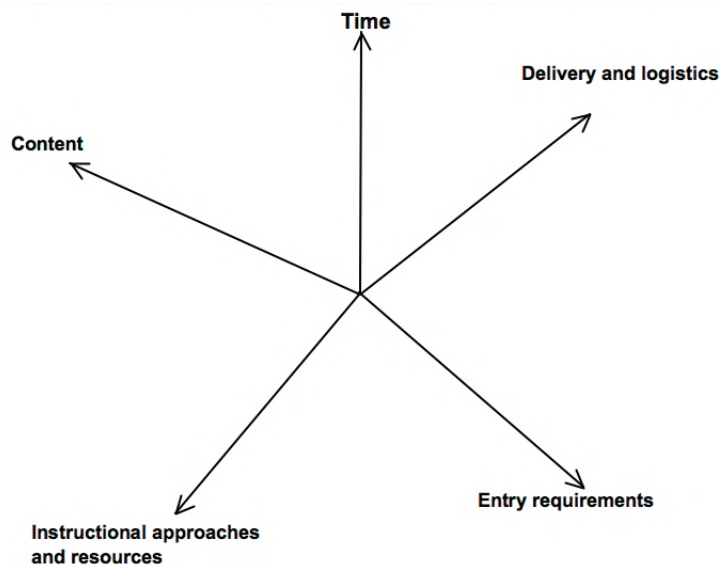 Time
Delivery and logistics
Content
Entry requirements
Instructional approaches
and resources